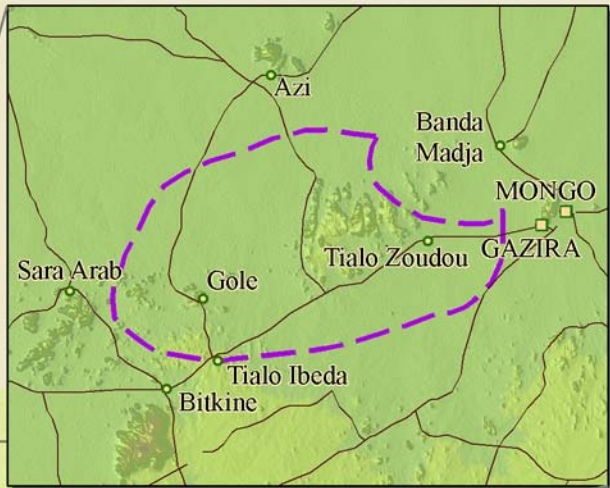 Azi
Banda
Madja
MONGO
GAZIRA
Tialo Zoudou
Sara Arab
Gole
Tialo Ibeda
Bitkine